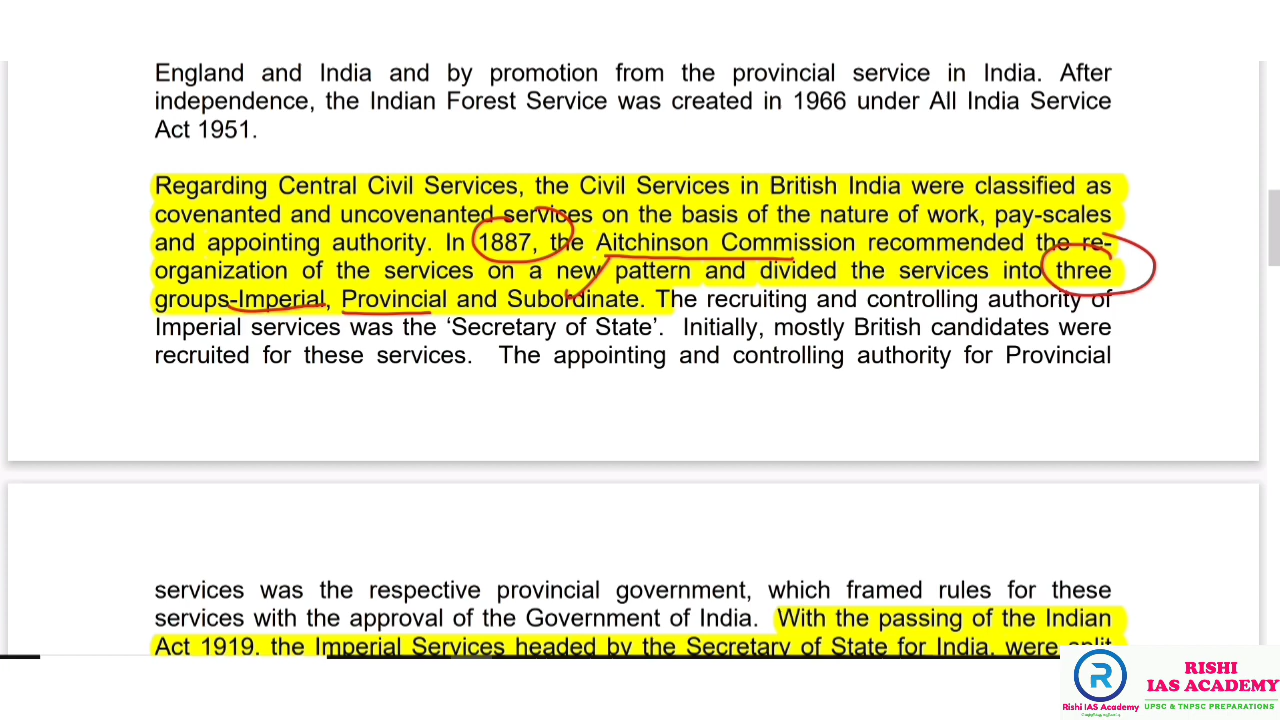 England and India and by promotion from the provincial service in India. After
independence, the Indian Forest Service was created in 1966 under All India Service
Act 1951.
Regarding Central Civil Services, the Civil Services in British India were classified as
covenanted and uncovenanted services on the basis of the nature of work, pay-scales
and appointing authority. In 1887, the Aitchinson Commission recommended the re-
organization of the services on a new pattern and divided the services into three
groups-Imperial, Provincial and Subordinate. The recruiting and controlling authority of
Imperial services was the ‘Secretary of State’. Initially, mostly British candidates were
recruited for these services. The appointing and controlling authority for Provincial
services was the respective provincial government, which framed rules for these
services with the approval of the Government of India. With the passing of the Indian
Act 1919, the Imperial Services headed by the Secretary of State for India, were split
RISHI
IAS ACADEMY
Rishi IAS Academy
UPSC & TNPSC PREPARATIONS